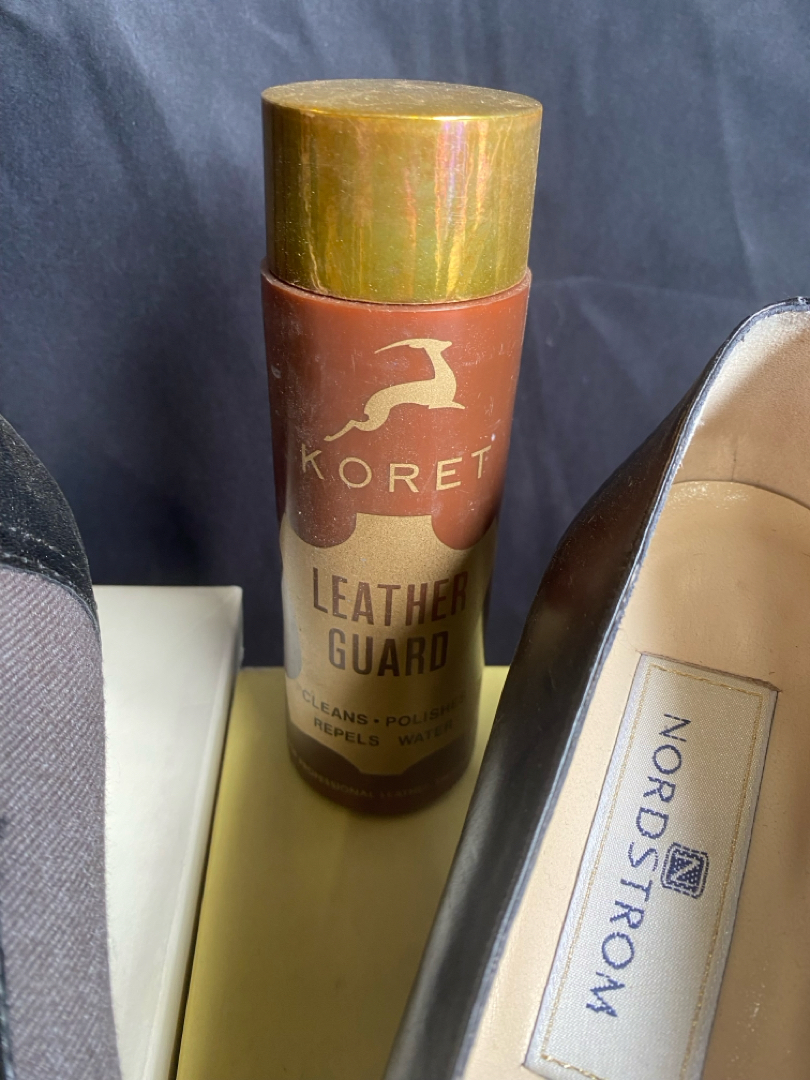 KORET
LEATHER
GUARD
CLEANS • POLISHES
REPELS WATER
NORDSTROM
N